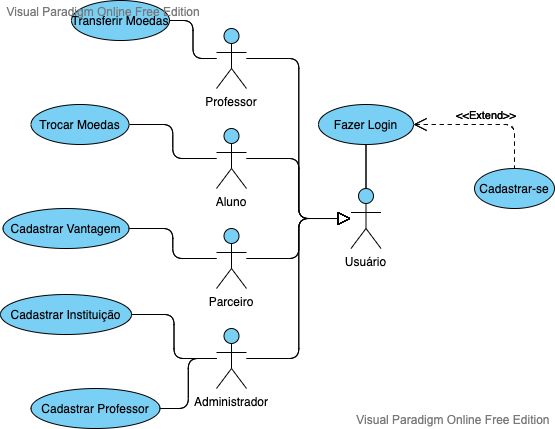 Visual Paradigm Online Free Edition
Transferir Moedas
Professor
Trocar Moedas
Fazer Login
<<Extend>>
Aluno
Cadastrar-se
Cadastrar Vantagem
Usuário
Parceiro
Cadastrar Instituição
Administrador
Cadastrar Professor
Visual Paradigm Online Free Edition